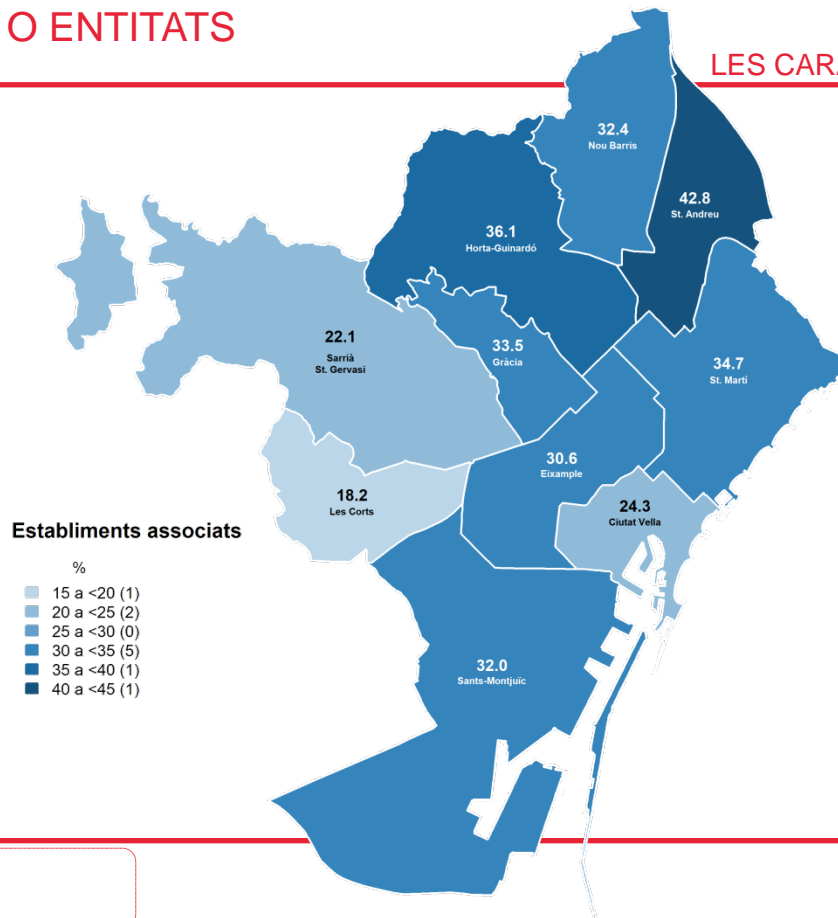 O ENTITATS
LES CARA
32.4
Nou Barris
42.8
St. Andreu
36.1
Horta-Guinardó
22.1
Sarrià
St. Gervasi
33.5
Gràcia
34.7
St. Martí
30.6
Eixample
18.2
Les Corts
24.3
Ciutat Vella
Establiments associats
%
15 a <20 (1)
20 a <25 (2)
25 a <30 (0)
30 a <35 (5)
35 a <40 (1)
40 a <45 (1)
32.0
Sants-Montjuïc